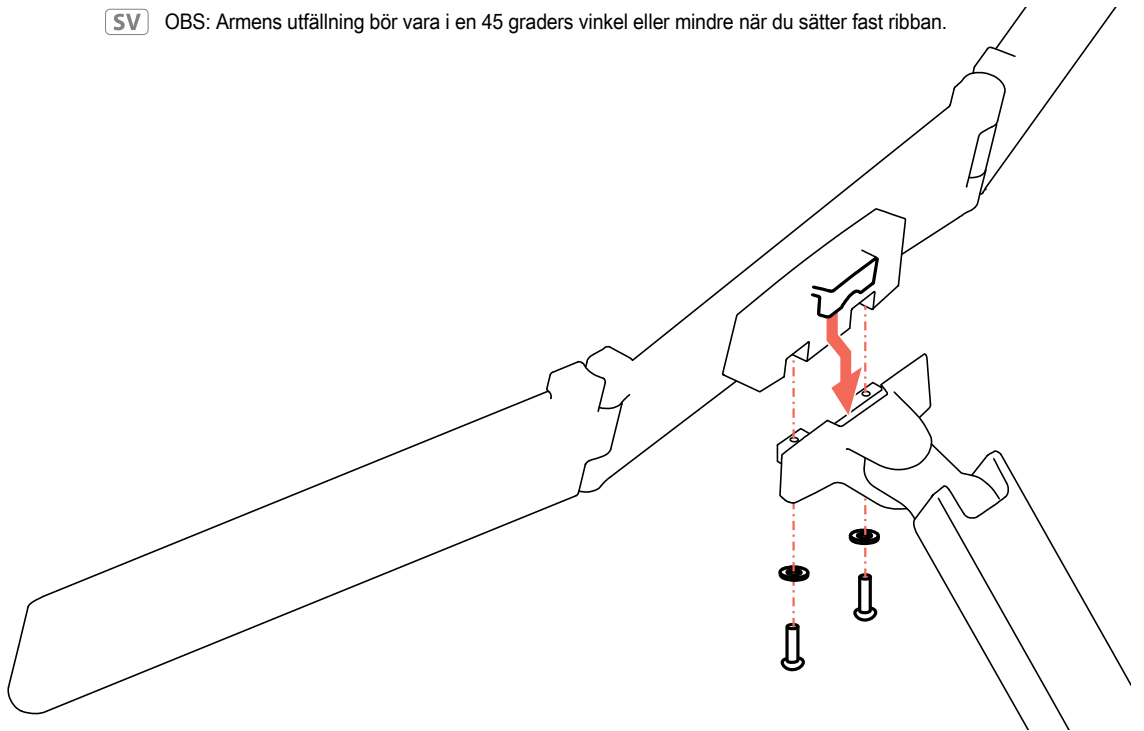 SV OBS: Armens utfällning bör vara i en 45 graders vinkel eller mindre när du sätter fast ribban.